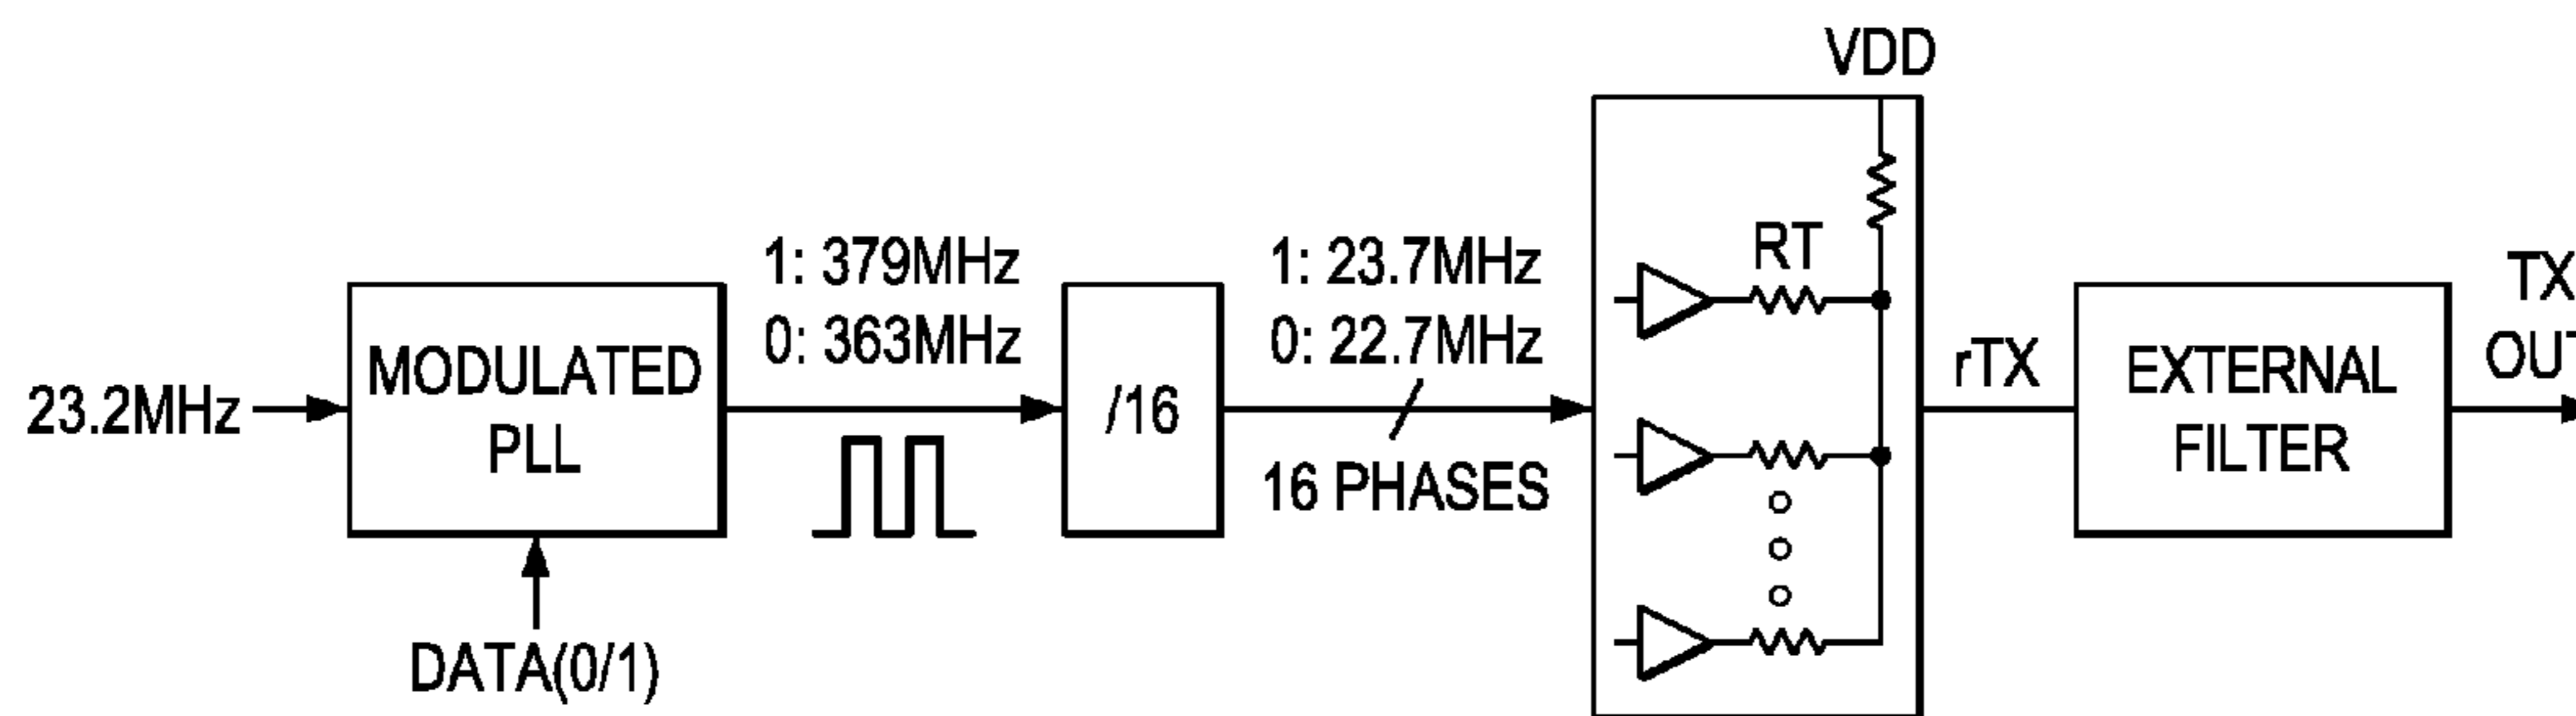 VDD
1: 379MHz
0: 363MHz
1: 23.7MHz
0: 22.7MHz
RT
TX
23.2MHz
MODULATED
PLL
/16
16 PHASES
rTX
EXTERNAL
FILTER
DATA(0/1)